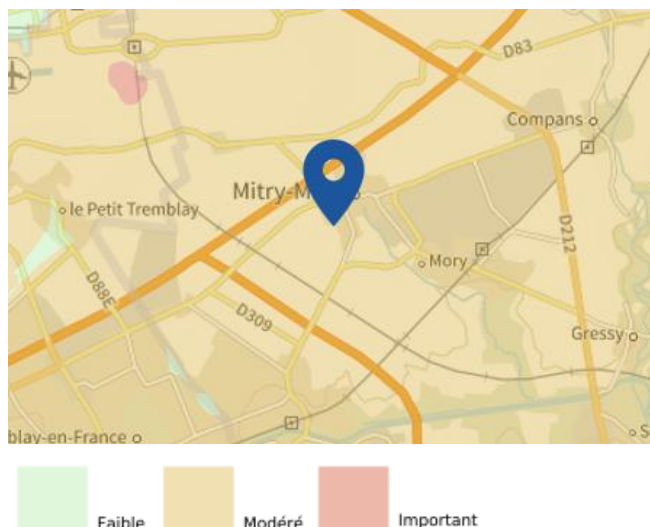 D83
Compans
Mitry-M
le Petit Tremblay
D212
Mory
D88E
D309
Gressy
blay-en-France
S
Faible
Modéré
Important